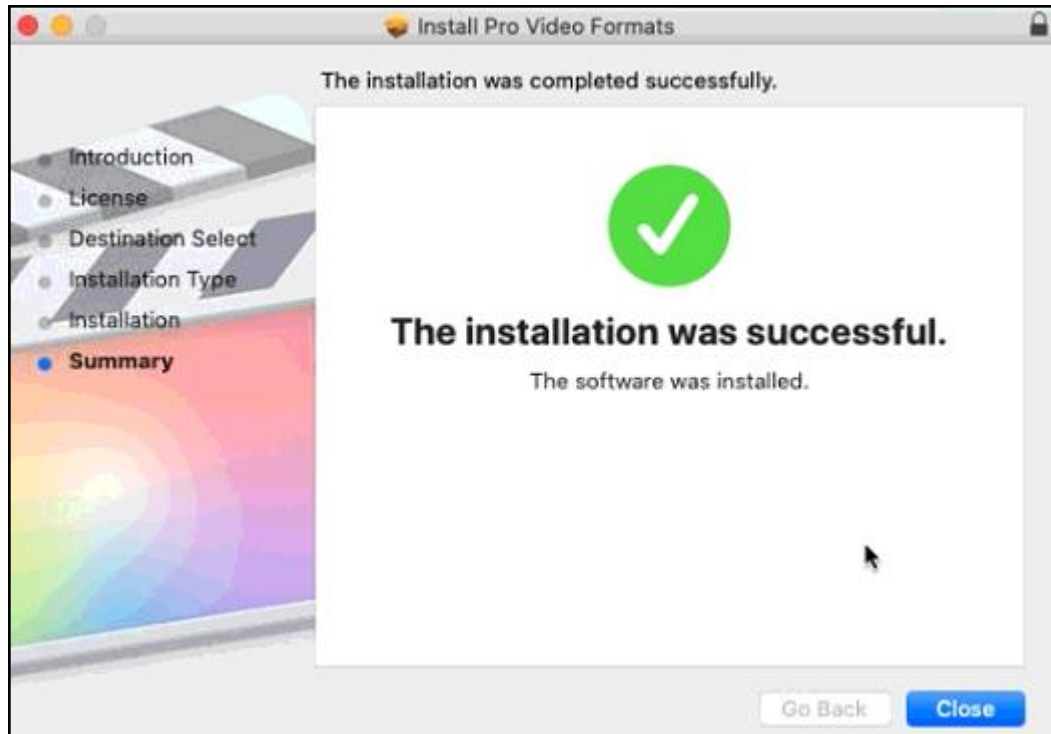 Install Pro Video Formats
The installation was completed successfully.
Introduction
License
Destination Select
Installation Type
Installation
Summary
The installation was successful.
The software was installed.
Go Back
Close